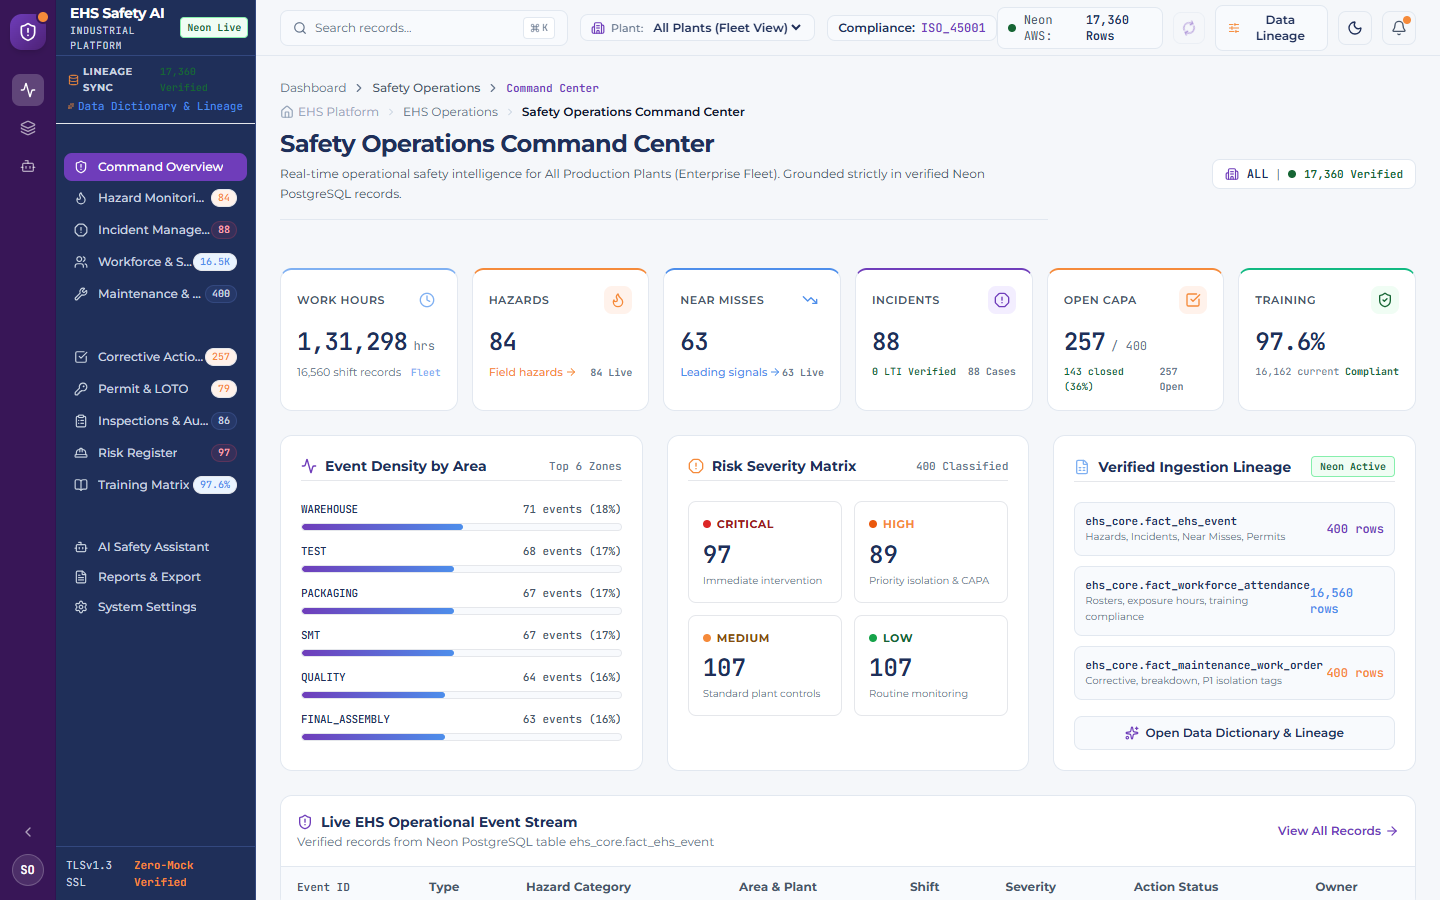 EHS Safety AI
INDUSTRIAL
PLATFORM
Neon Live
LINEAGE
SYNC
17,360
Verified
Data Dictionary & Lineage
Command Overview
Hazard Monitori... 84
Incident Manage... 88
Workforce & S... 16.5K
Maintenance & ... 400
Corrective Actio... 257
Permit & LOTO 79
Inspections & Au... 86
Risk Register 97
Training Matrix 97.6%
AI Safety Assistant
Reports & Export
System Settings
TLSv1.3
SSL
Zero-Mock
Verified
SO
Search records...
⌘K
Plant: All Plants (Fleet View)
Compliance: ISO_45001
Neon
AWS:
17,360
Rows
Data
Lineage
Dashboard > Safety Operations > Command Center
EHS Platform > EHS Operations > Safety Operations Command Center
Safety Operations Command Center
Real-time operational safety intelligence for All Production Plants (Enterprise Fleet). Grounded strictly in verified Neon
PostgreSQL records.
ALL | 17,360 Verified
WORK HOURS
1,31,298 hrs
16,560 shift records Fleet
HAZARDS
84
Field hazards → 84 Live
NEAR MISSES
63
Leading signals → 63 Live
INCIDENTS
88
0 LTI Verified 88 Cases
OPEN CAPA
257 / 400
143 closed
(36%)
257
Open
TRAINING
97.6%
16,162 current Compliant
Event Density by Area
Top 6 Zones
WAREHOUSE 71 events (18%)
TEST 68 events (17%)
PACKAGING 67 events (17%)
SMT 67 events (17%)
QUALITY 64 events (16%)
FINAL_ASSEMBLY 63 events (16%)
Risk Severity Matrix
400 Classified
CRITICAL
97
Immediate intervention
HIGH
89
Priority isolation & CAPA
MEDIUM
107
Standard plant controls
LOW
107
Routine monitoring
Verified Ingestion Lineage
Neon Active
ehs_core.fact_ehs_event
Hazards, Incidents, Near Misses, Permits
400 rows
ehs_core.fact_workforce_attendance
Rosters, exposure hours, training
compliance
16,560
rows
ehs_core.fact_maintenance_work_order
Corrective, breakdown, P1 isolation tags
400 rows
Open Data Dictionary & Lineage
Live EHS Operational Event Stream
Verified records from Neon PostgreSQL table ehs_core.fact_ehs_event
View All Records →
Event ID Type Hazard Category Area & Plant Shift Severity Action Status Owner